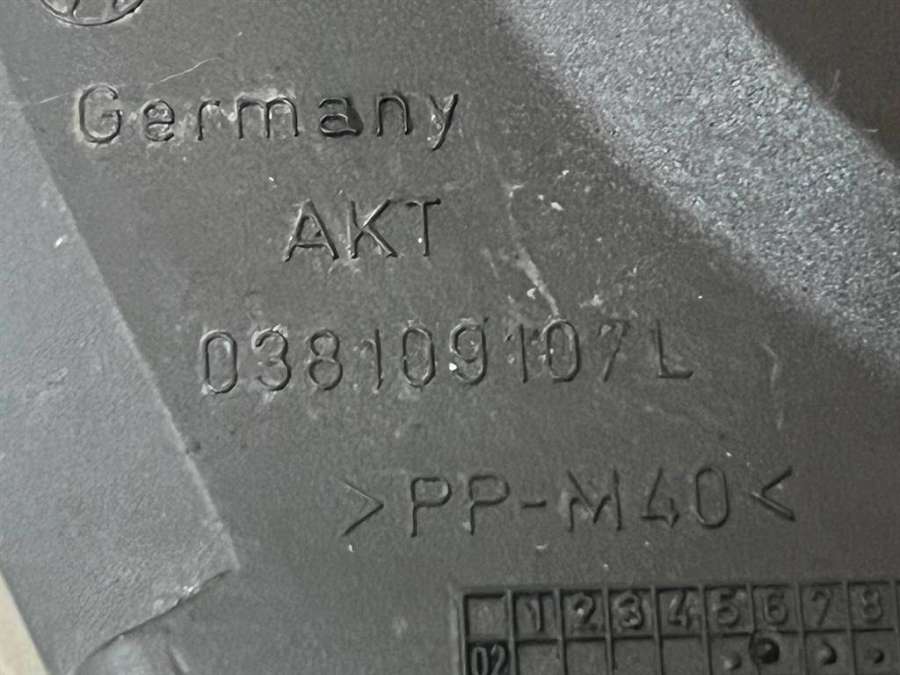 Germany
AKT
038109107L
>PP-M40<
1 2 3 4 5 6 7 8
02